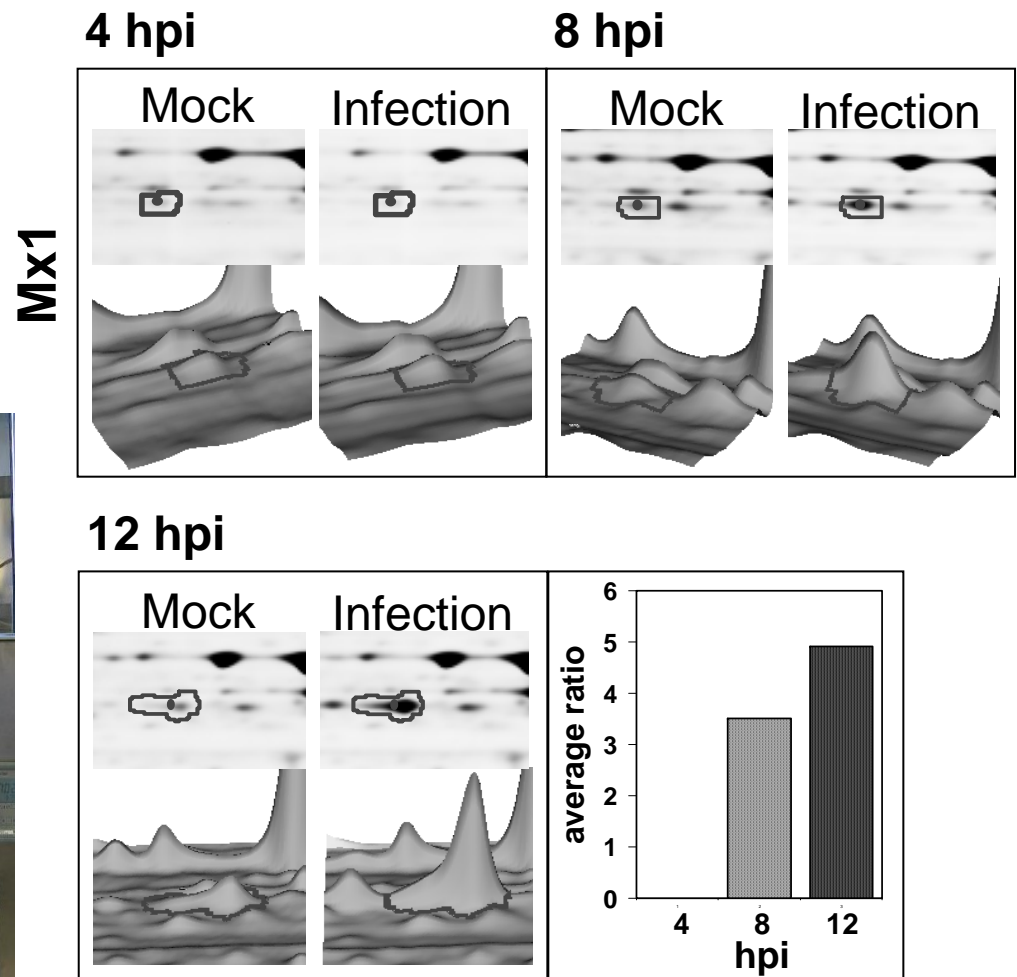 4 hpi
8 hpi
Mock
Infection
Mock
Infection
Mx1
12 hpi
Mock
Infection
average ratio
6
5
4
3
2
1
0
4
8
12
hpi